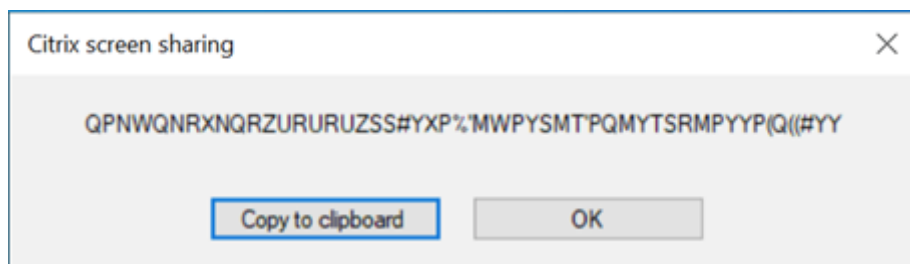 Citrix screen sharing
QPNWQNRXNQRZURURUZSS#YXP%'MWPYSMT'PQMYTSRMPYYP(Q((#YY
Copy to clipboard OK